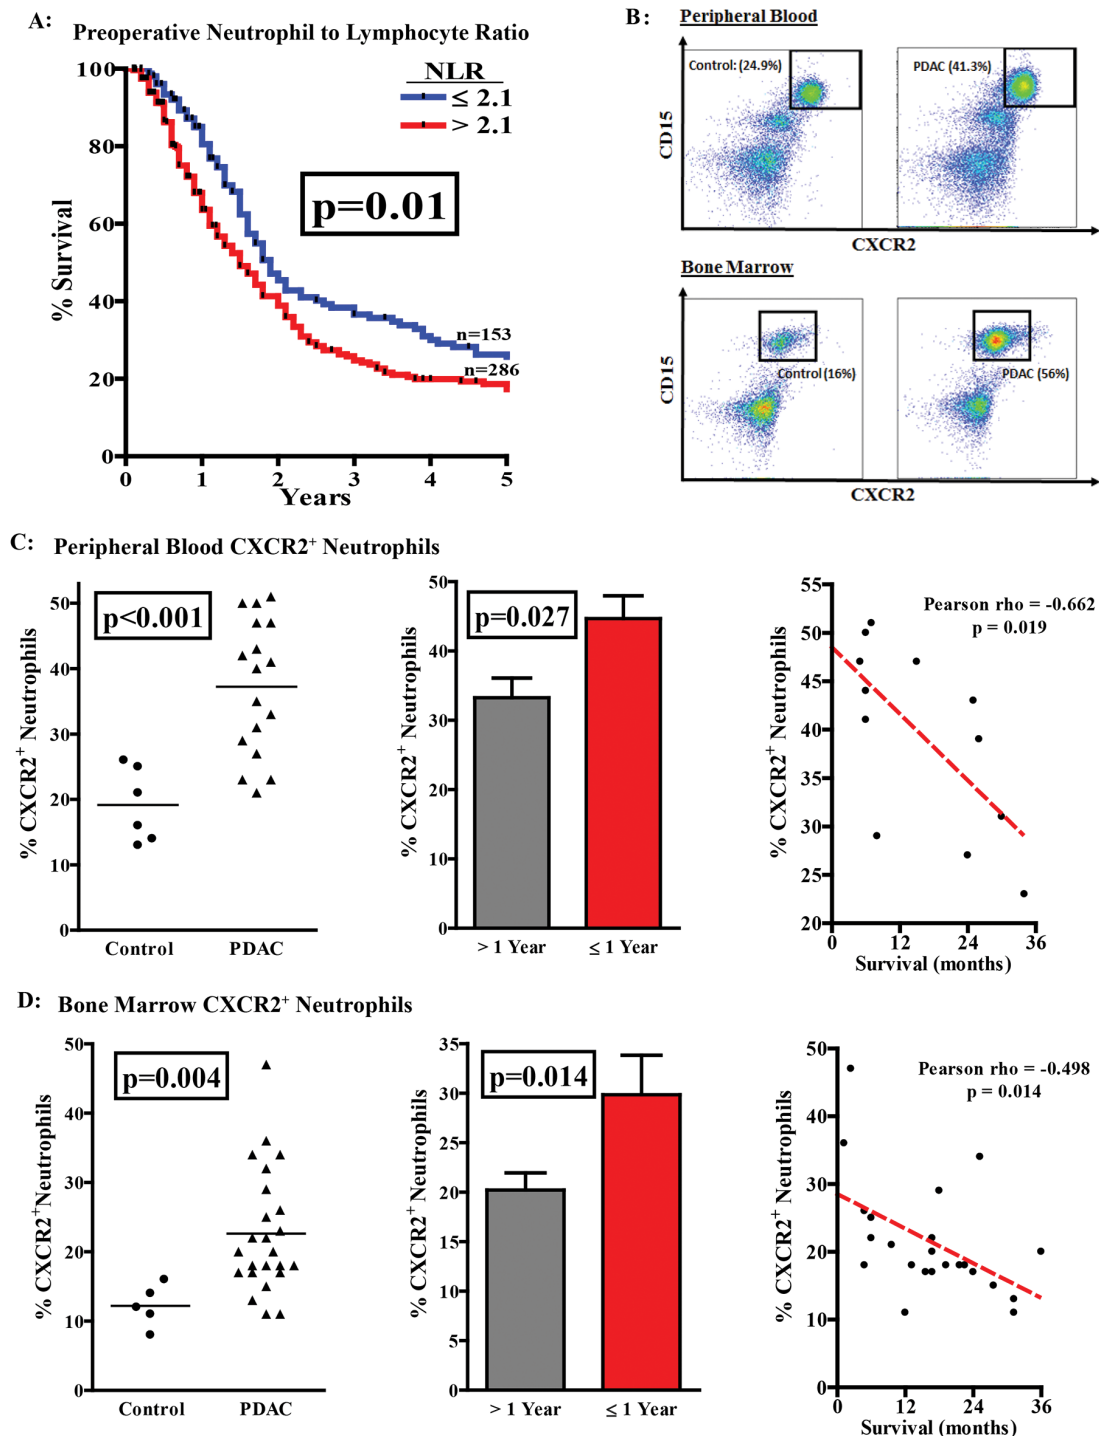 A: Preoperative Neutrophil to Lymphocyte Ratio
NLR
≤ 2.1
> 2.1
p=0.01
n=153
n=286
% Survival
100
80
60
40
20
0
0 1 2 3 4 5
Years
B: Peripheral Blood
Control: (24.9%)
PDAC (41.3%)
CD15
CXCR2
Bone Marrow
Control (16%)
PDAC (56%)
CD15
CXCR2
C: Peripheral Blood CXCR2⁺ Neutrophils
p<0.001
% CXCR2⁺ Neutrophils
50
40
30
20
10
0
Control PDAC
p=0.027
% CXCR2⁺ Neutrophils
50
40
30
20
10
0
> 1 Year ≤ 1 Year
Pearson rho = -0.662
p = 0.019
% CXCR2⁺ Neutrophils
55
50
45
40
35
30
25
20
0 12 24 36
Survival (months)
D: Bone Marrow CXCR2⁺ Neutrophils
p=0.004
% CXCR2⁺Neutrophils
50
40
30
20
10
0
Control PDAC
p=0.014
% CXCR2⁺ Neutrophils
35
30
25
20
15
10
5
0
> 1 Year ≤ 1 Year
Pearson rho = -0.498
p = 0.014
% CXCR2⁺ Neutrophils
50
40
30
20
10
0
0 12 24 36
Survival (months)